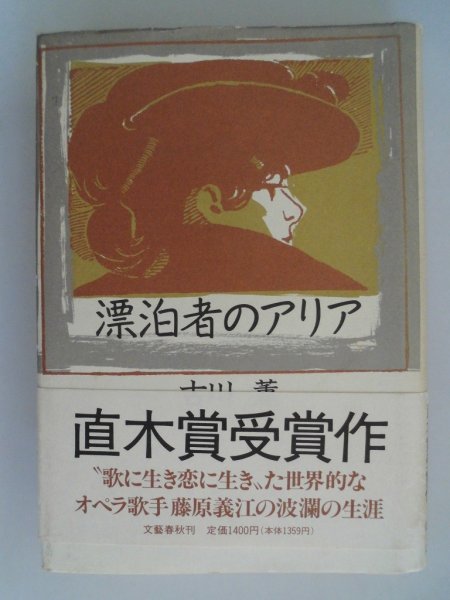 漂泊者のアリア
古川 薫
直木賞受賞作
〝歌に生き恋に生き〟た世界的な
オペラ歌手藤原義江の波瀾の生涯
文藝春秋刊 定価1400円(本体1359円)